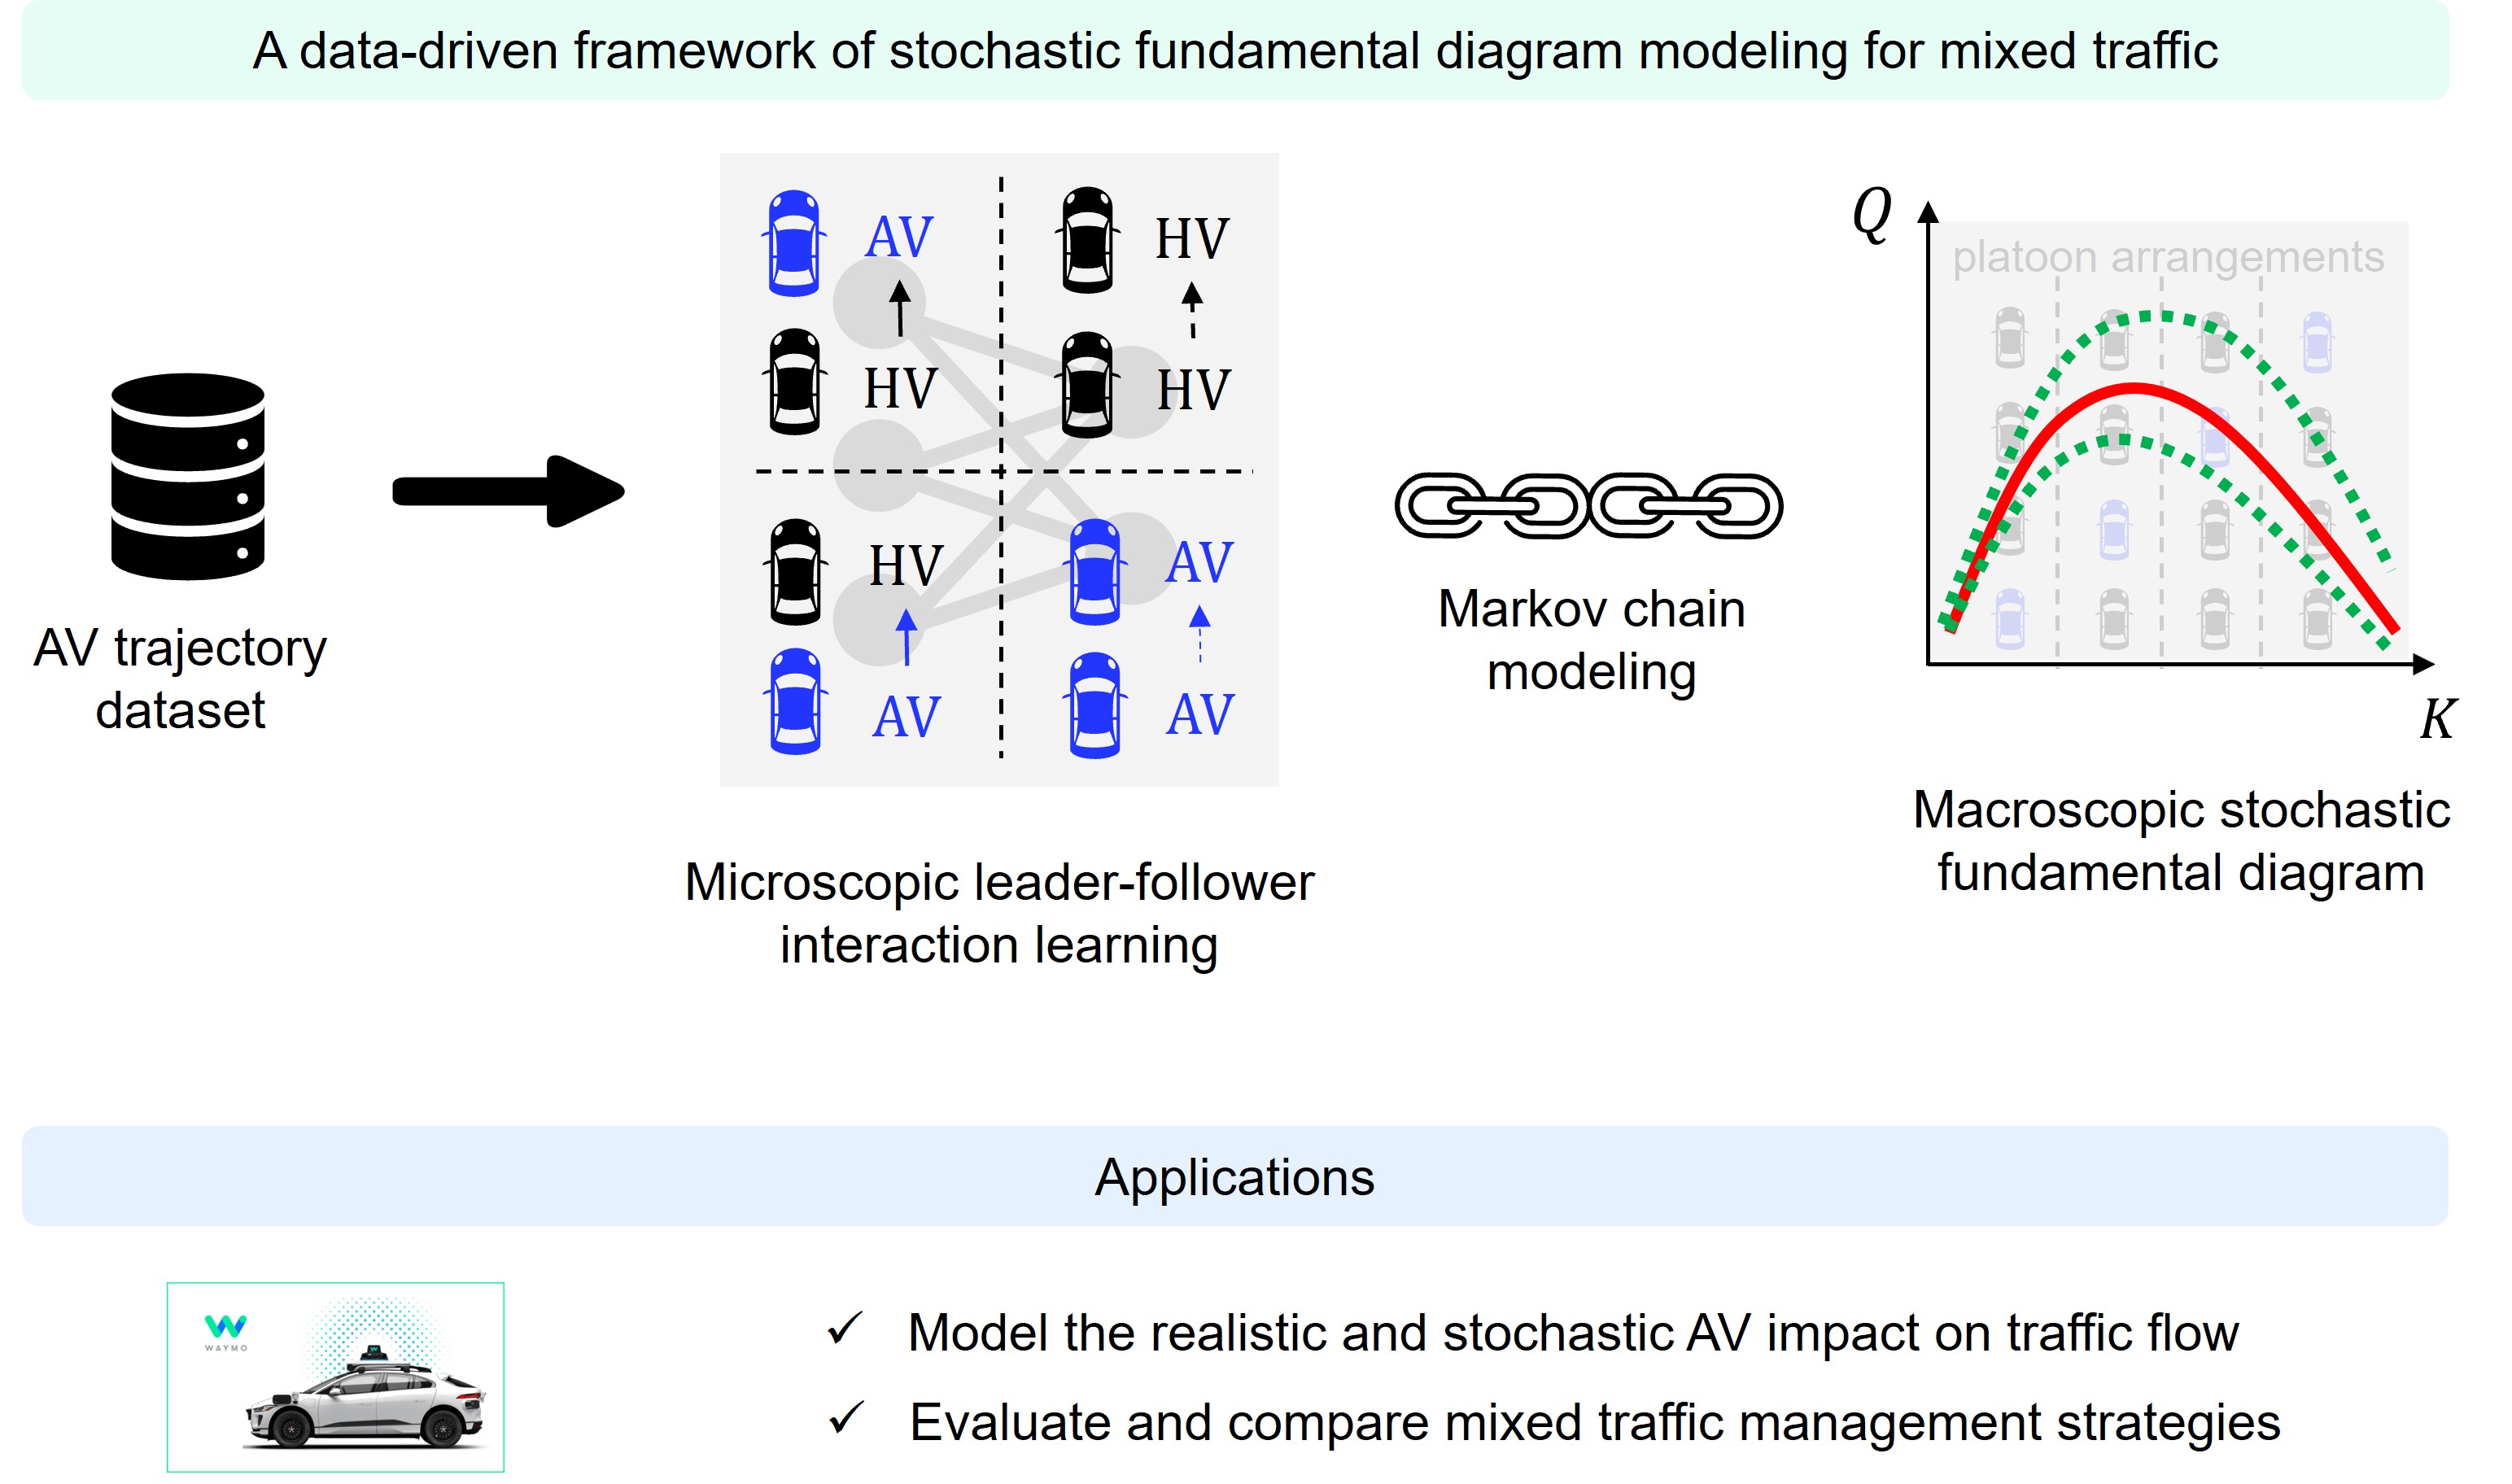 A data-driven framework of stochastic fundamental diagram modeling for mixed traffic
AV trajectory
dataset
AV
HV
HV
HV
HV
AV
AV
AV
Microscopic leader-follower
interaction learning
Markov chain
modeling
Q
platoon arrangements
K
Macroscopic stochastic
fundamental diagram
Applications
WAYMO
✓ Model the realistic and stochastic AV impact on traffic flow
✓ Evaluate and compare mixed traffic management strategies